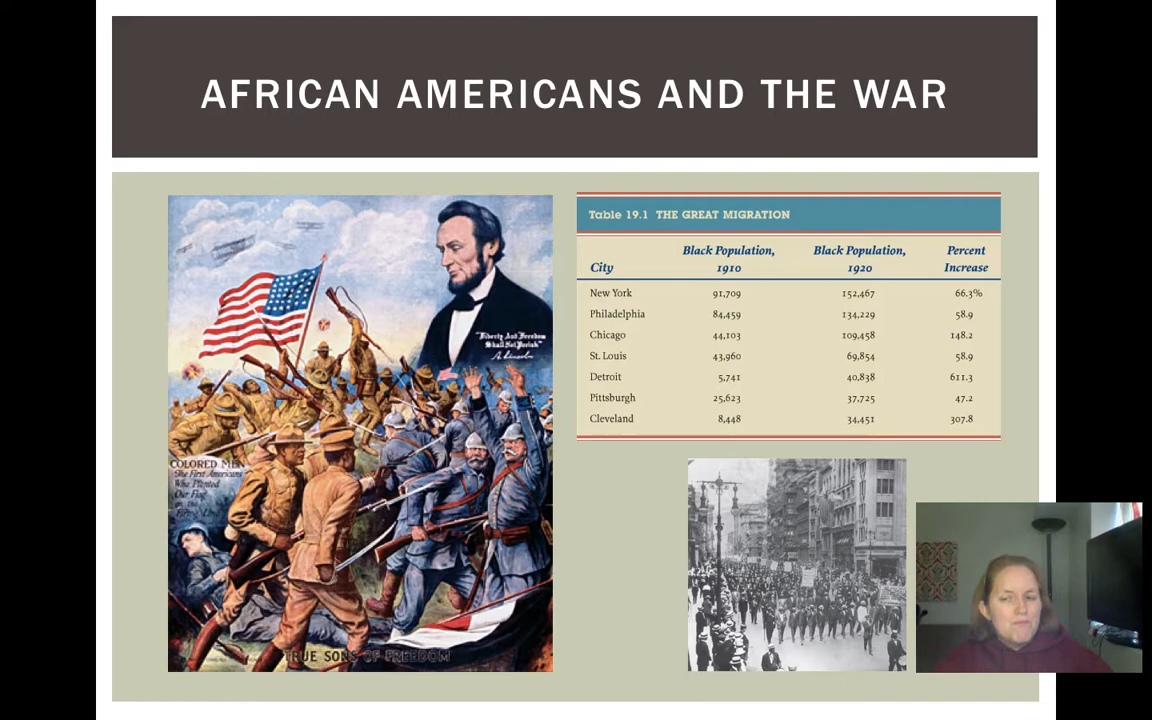 AFRICAN AMERICANS AND THE WAR
"Liberty And Freedom
Shall Not Perish"
A. Lincoln
COLORED MEN
The First Americans
Who Planted
Our Flag
on the
Firing Line
TRUE SONS OF FREEDOM
Table 19.1 THE GREAT MIGRATION
City Black Population, 1910 Black Population, 1920 Percent Increase
New York 91,709 152,467 66.3%
Philadelphia 84,459 134,229 58.9
Chicago 44,103 109,458 148.2
St. Louis 43,960 69,854 58.9
Detroit 5,741 40,838 611.3
Pittsburgh 25,623 37,725 47.2
Cleveland 8,448 34,451 307.8